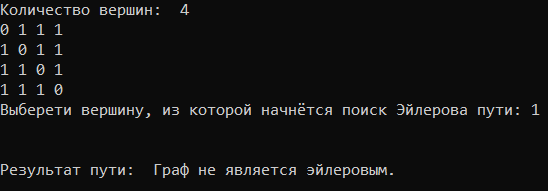 Количество вершин:  4
0 1 1 1
1 0 1 1
1 1 0 1
1 1 1 0
Выберети вершину, из которой начнётся поиск Эйлерова пути: 1
Результат пути:  Граф не является эйлеровым.